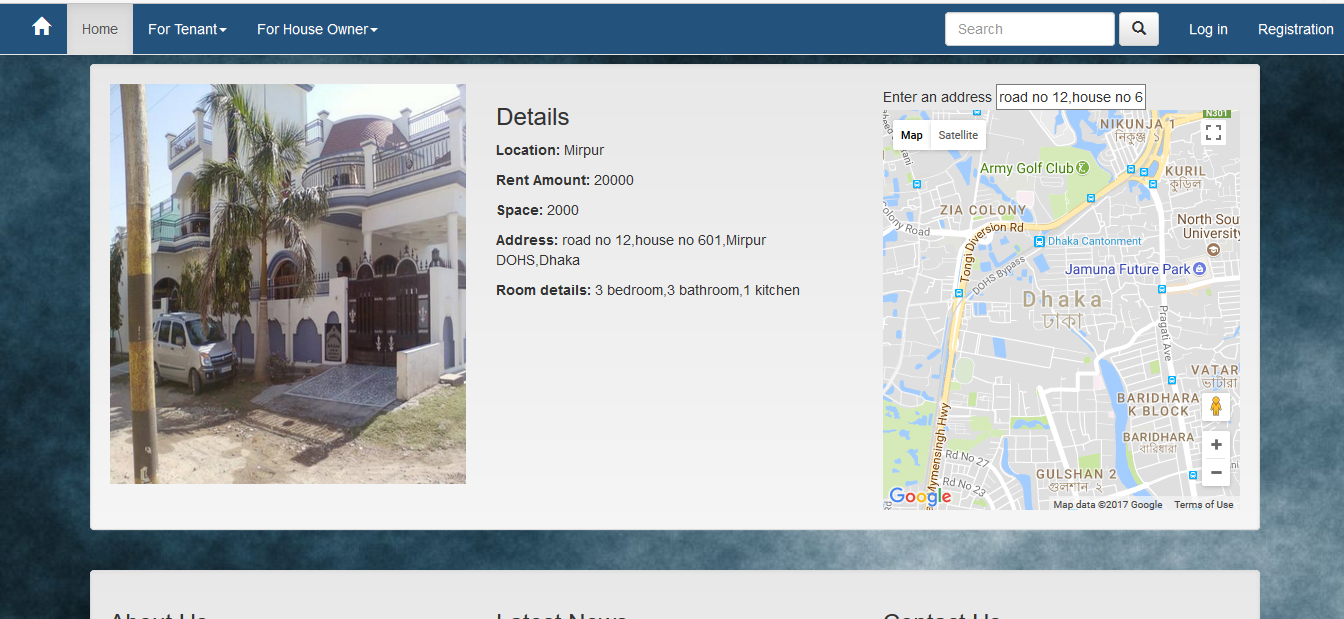 Home
For Tenant
For House Owner
Search
Log in
Registration
Details
Location: Mirpur
Rent Amount: 20000
Space: 2000
Address: road no 12,house no 601,Mirpur
DOHS,Dhaka
Room details: 3 bedroom,3 bathroom,1 kitchen
Enter an address
road no 12,house no 6
Map
Satellite
N301
NIKUNJA 1
নিকুঞ্জ ১
Army Golf Club
KURIL
কুড়িল
ZIA COLONY
olony Road
Tongi Diversion Rd
North Sou
University
Dhaka Cantonment
DOHS Bypass
Jamuna Future Park
Dhaka
ঢাকা
Pragati Ave
VATAR
ভাটারা
BARIDHARA
K BLOCK
BARIDHARA
বারিধারা
Mymensingh Hwy
Rd No 27
GULSHAN 2
গুলশান ২
Rd No 23
Google
Map data ©2017 Google
Terms of Use
About Us
Latest News
Contact Us